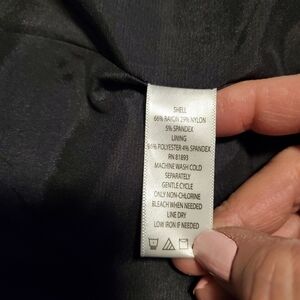 SHELL
66% RAYON 29% NYLON
5% SPANDEX
LINING
96% POLYESTER 4% SPANDEX
RN 81893
MACHINE WASH COLD
SEPARATELY
GENTLE CYCLE
ONLY NON-CHLORINE
BLEACH WHEN NEEDED
LINE DRY
LOW IRON IF NEEDED